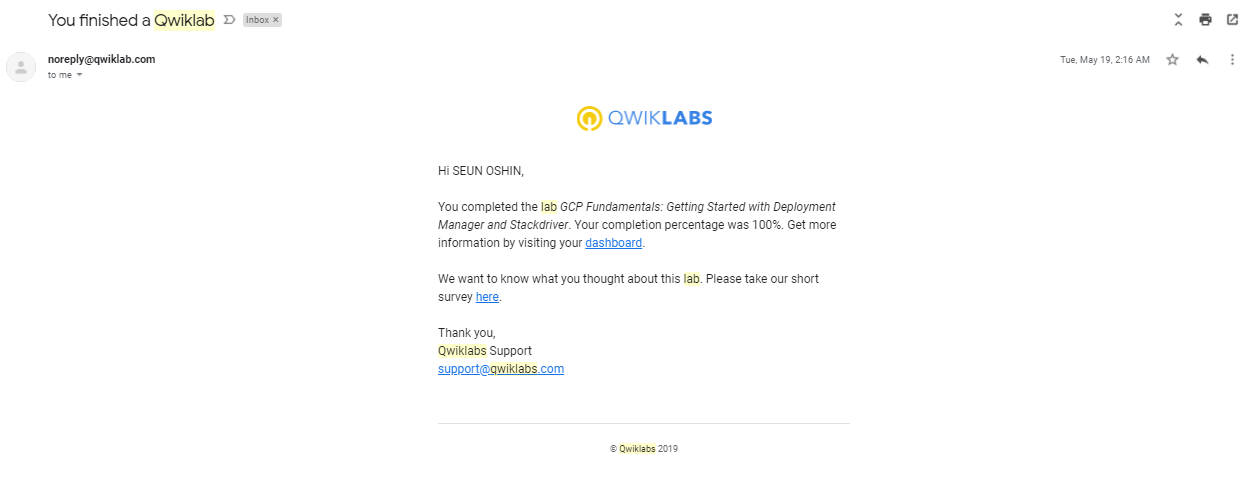 You finished a Qwiklab Inbox ×
noreply@qwiklab.com Tue, May 19, 2:16 AM
to me
QWIKLABS
Hi SEUN OSHIN,
You completed the lab GCP Fundamentals: Getting Started with Deployment
Manager and Stackdriver. Your completion percentage was 100%. Get more
information by visiting your dashboard.
We want to know what you thought about this lab. Please take our short
survey here.
Thank you,
Qwiklabs Support
support@qwiklabs.com
© Qwiklabs 2019